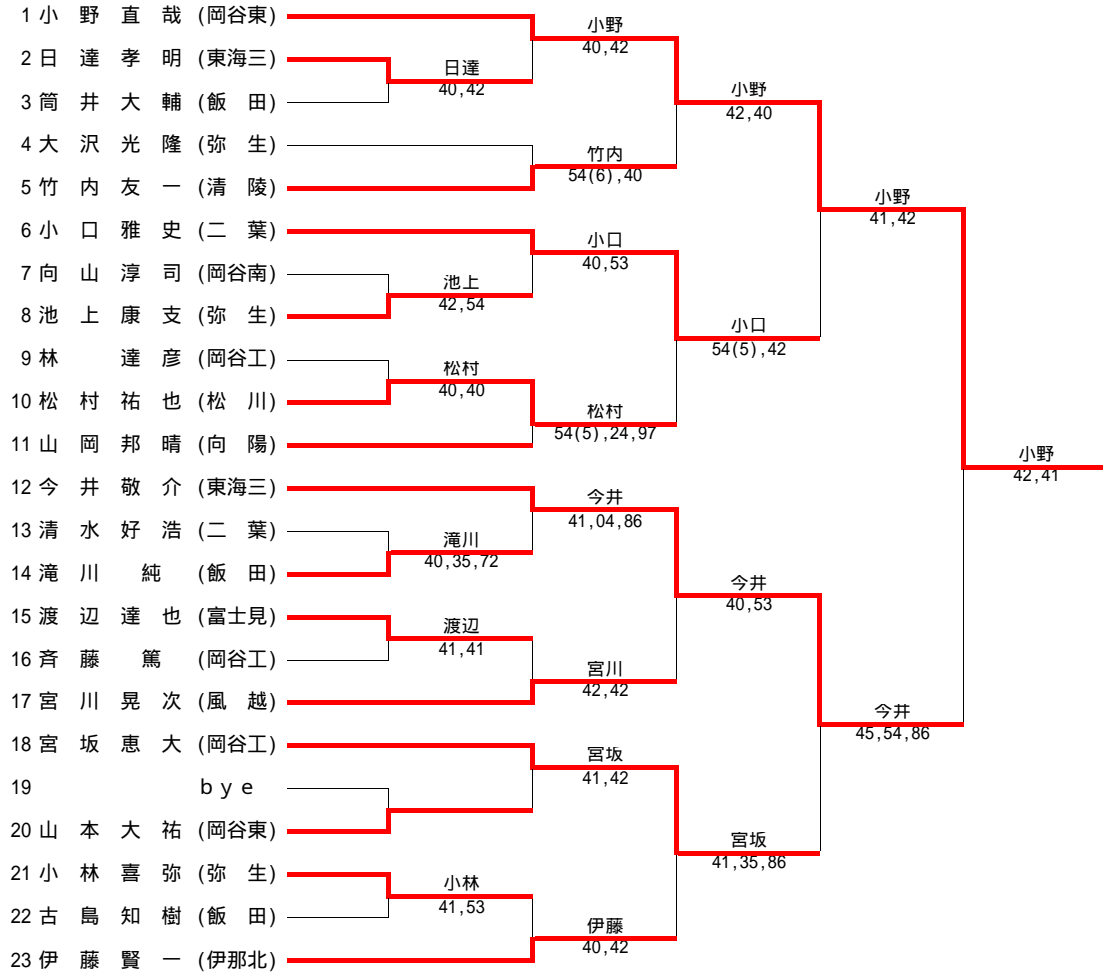 1 小野直哉 (岡谷東)
2 日達孝明 (東海三)
3 筒井大輔 (飯田)
4 大沢光隆 (弥生)
5 竹内友一 (清陵)
6 小口雅史 (二葉)
7 向山淳司 (岡谷南)
8 池上康支 (弥生)
9 林達彦 (岡谷工)
10 松村祐也 (松川)
11 山岡邦晴 (向陽)
12 今井敬介 (東海三)
13 清水好浩 (二葉)
14 滝川純 (飯田)
15 渡辺達也 (富士見)
16 斉藤篤 (岡谷工)
17 宮川晃次 (風越)
18 宮坂恵大 (岡谷工)
19 bye
20 山本大祐 (岡谷東)
21 小林喜弥 (弥生)
22 古島知樹 (飯田)
23 伊藤賢一 (伊那北)
日達
40,42
池上
42,54
松村
40,40
滝川
40,35,72
渡辺
41,41
小林
41,53
小野
40,42
竹内
54(6),40
小口
40,53
松村
54(5),24,97
今井
41,04,86
宮川
42,42
宮坂
41,42
伊藤
40,42
小野
42,40
小口
54(5),42
今井
40,53
宮坂
41,35,86
小野
41,42
今井
45,54,86
小野
42,41